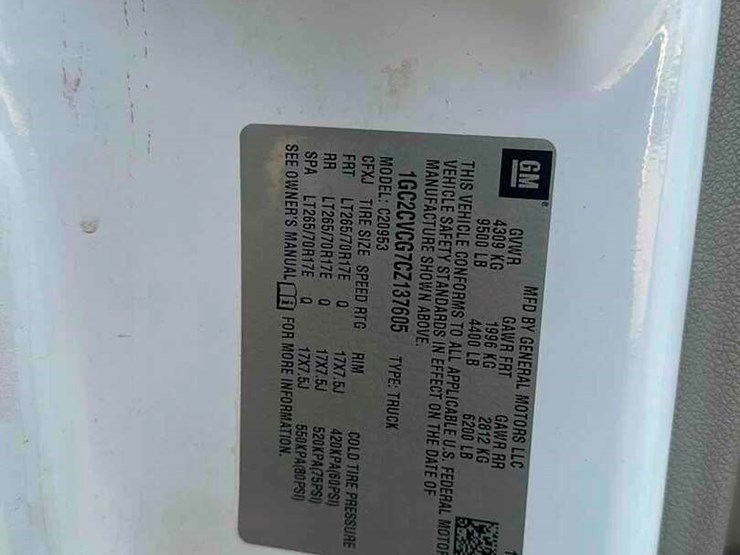 GM
MFD BY GENERAL MOTORS LLC
GVWR GAWR FRT GAWR RR
4309 KG 1996 KG 2812 KG
9500 LB 4400 LB 6200 LB
THIS VEHICLE CONFORMS TO ALL APPLICABLE U.S. FEDERAL MOTOR
VEHICLE SAFETY STANDARDS IN EFFECT ON THE DATE OF
MANUFACTURE SHOWN ABOVE.
1GC2CVCG7CZ137605 TYPE: TRUCK
MODEL: C20953
CFXJ TIRE SIZE SPEED RTG RIM COLD TIRE PRESSURE
FRT LT265/70R17E Q 17X7.5J 420KPA(60PSI)
RR LT265/70R17E Q 17X7.5J 520KPA(75PSI)
SPA LT265/70R17E Q 17X7.5J 550KPA(80PSI)
SEE OWNER'S MANUAL FOR MORE INFORMATION.